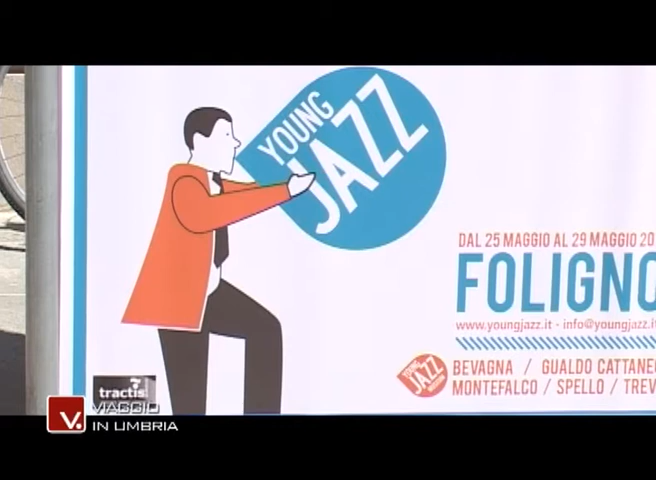 YOUNG
JAZZ
DAL 25 MAGGIO AL 29 MAGGIO 20
FOLIGNO
www.youngjazz.it - info@youngjazz.it
YOUNG
JAZZ
BEVAGNA / GUALDO CATTANE
MONTEFALCO / SPELLO / TREV
tractis
V
VIAGGIO
IN UMBRIA